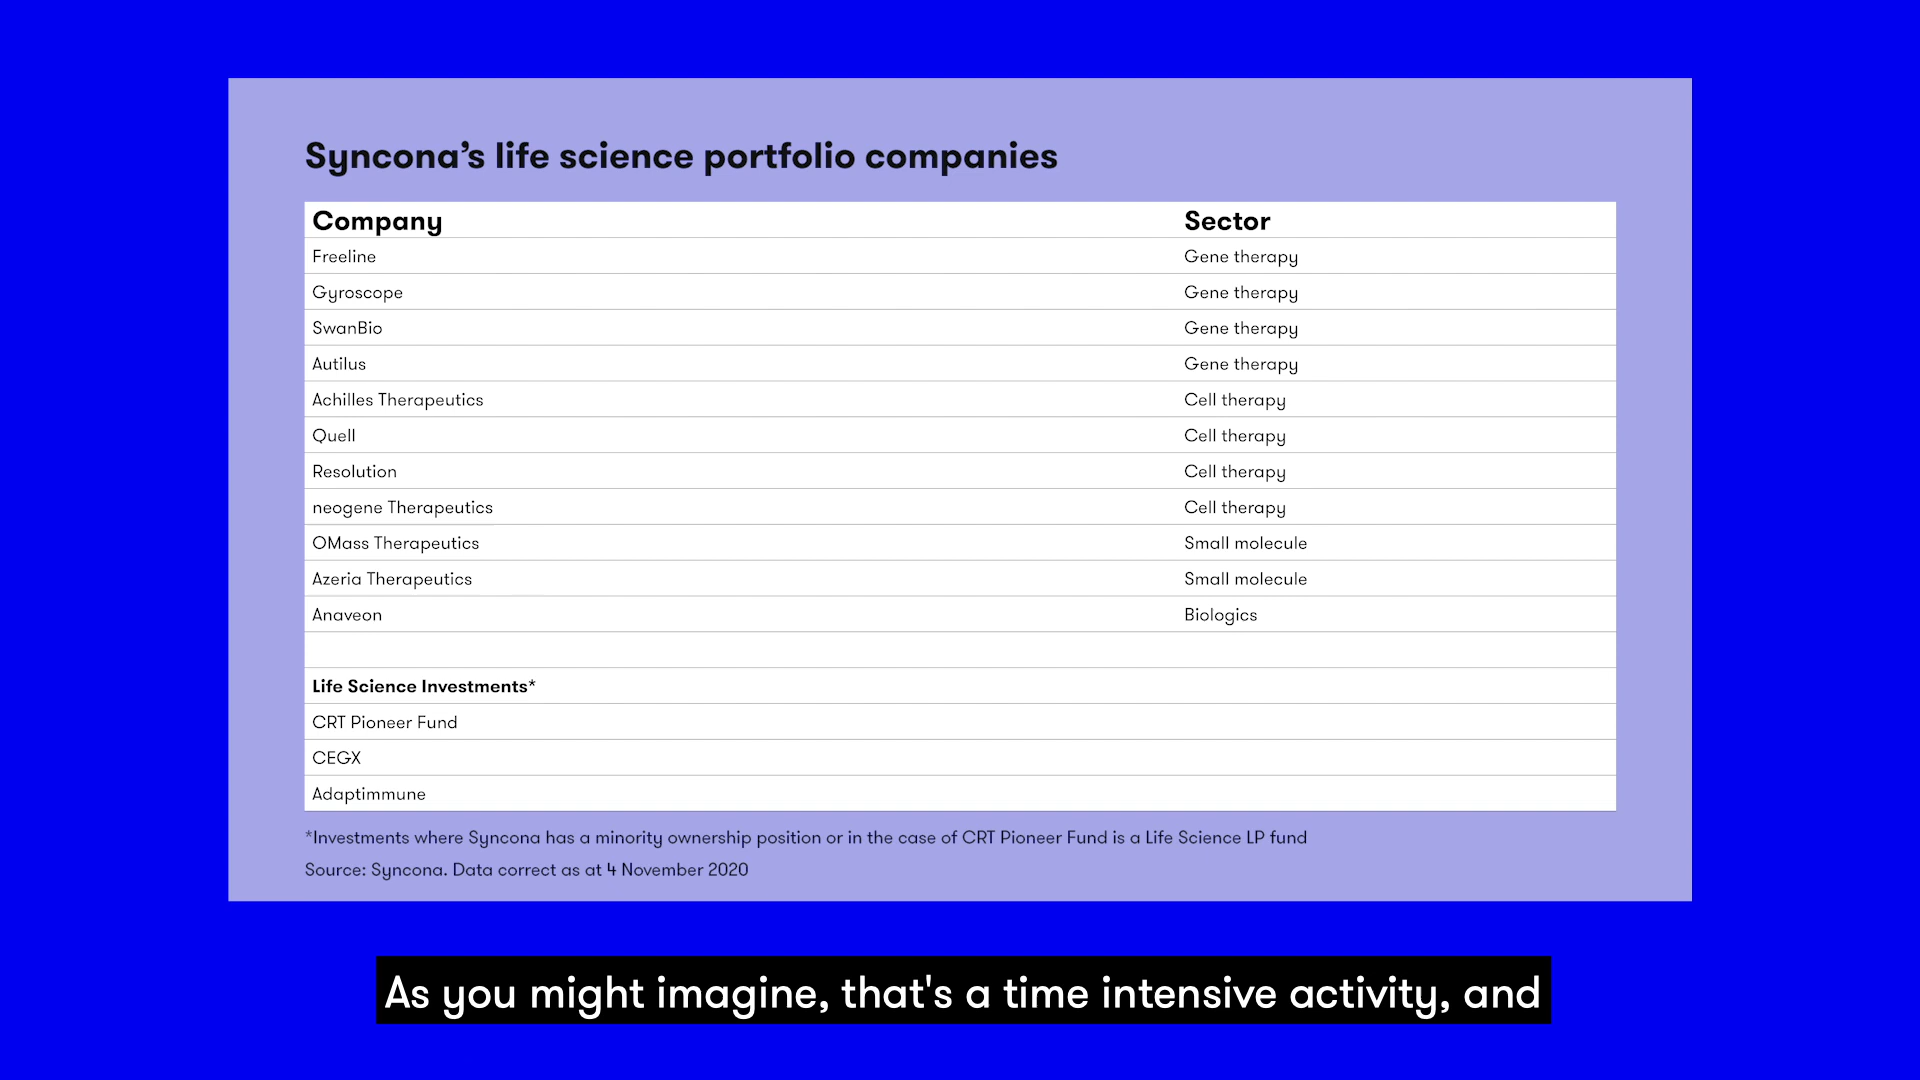 Syncona’s life science portfolio companies
Company Sector
Freeline Gene therapy
Gyroscope Gene therapy
SwanBio Gene therapy
Autilus Gene therapy
Achilles Therapeutics Cell therapy
Quell Cell therapy
Resolution Cell therapy
neogene Therapeutics Cell therapy
OMass Therapeutics Small molecule
Azeria Therapeutics Small molecule
Anaveon Biologics
Life Science Investments*
CRT Pioneer Fund
CEGX
Adaptimmune
*Investments where Syncona has a minority ownership position or in the case of CRT Pioneer Fund is a Life Science LP fund
Source: Syncona. Data correct as at 4 November 2020
As you might imagine, that's a time intensive activity, and